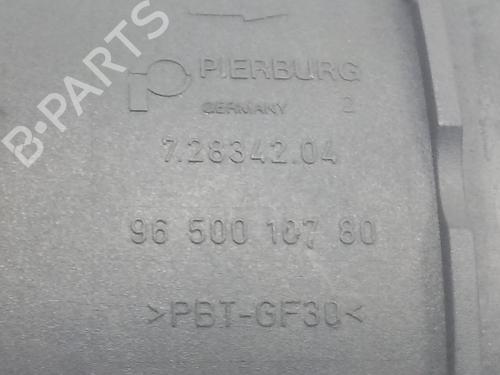 B-PARTS
PIERBURG
GERMANY 2
7.28342.04
96 500 107 80
>PBT-GF30<